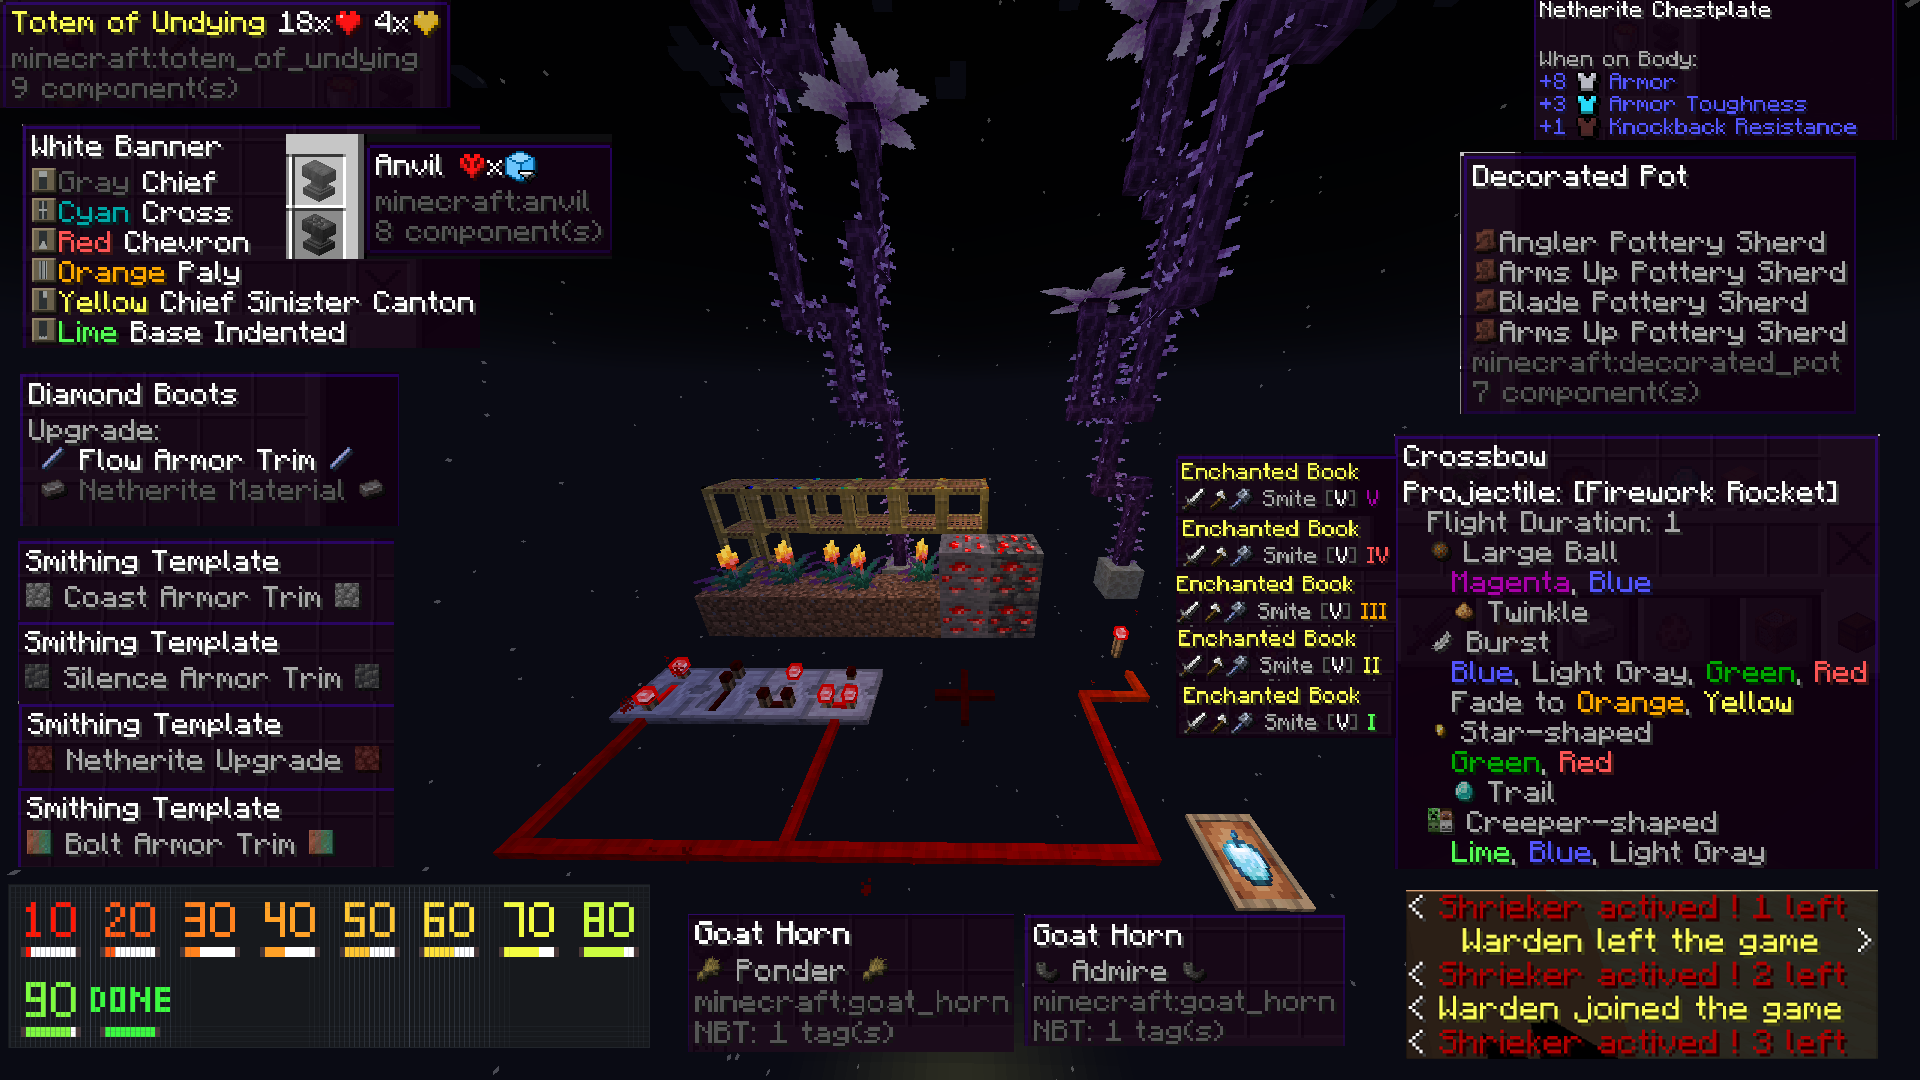 Totem of Undying 18x 4x
minecraft:totem_of_undying
9 component(s)
White Banner
Gray Chief
Cyan Cross
Red Chevron
Orange Paly
Yellow Chief Sinister Canton
Lime Base Indented
Anvil x
minecraft:anvil
8 component(s)
Diamond Boots
Upgrade:
Flow Armor Trim
Netherite Material
Smithing Template
Coast Armor Trim
Smithing Template
Silence Armor Trim
Smithing Template
Netherite Upgrade
Smithing Template
Bolt Armor Trim
10 20 30 40 50 60 70 80
90 DONE
Goat Horn
Ponder
minecraft:goat_horn
NBT: 1 tag(s)
Goat Horn
Admire
minecraft:goat_horn
NBT: 1 tag(s)
Netherite Chestplate
When on Body:
+8 Armor
+3 Armor Toughness
+1 Knockback Resistance
Decorated Pot
Angler Pottery Sherd
Arms Up Pottery Sherd
Blade Pottery Sherd
Arms Up Pottery Sherd
minecraft:decorated_pot
7 component(s)
Enchanted Book
Smite [V] V
Enchanted Book
Smite [V] IV
Enchanted Book
Smite [V] III
Enchanted Book
Smite [V] II
Enchanted Book
Smite [V] I
Crossbow
Projectile: [Firework Rocket]
Flight Duration: 1
Large Ball
Magenta, Blue
Twinkle
Burst
Blue, Light Gray, Green, Red
Fade to Orange, Yellow
Star-shaped
Green, Red
Trail
Creeper-shaped
Lime, Blue, Light Gray
< Shrieker actived ! 1 left
Warden left the game >
< Shrieker actived ! 2 left
< Warden joined the game
< Shrieker actived ! 3 left